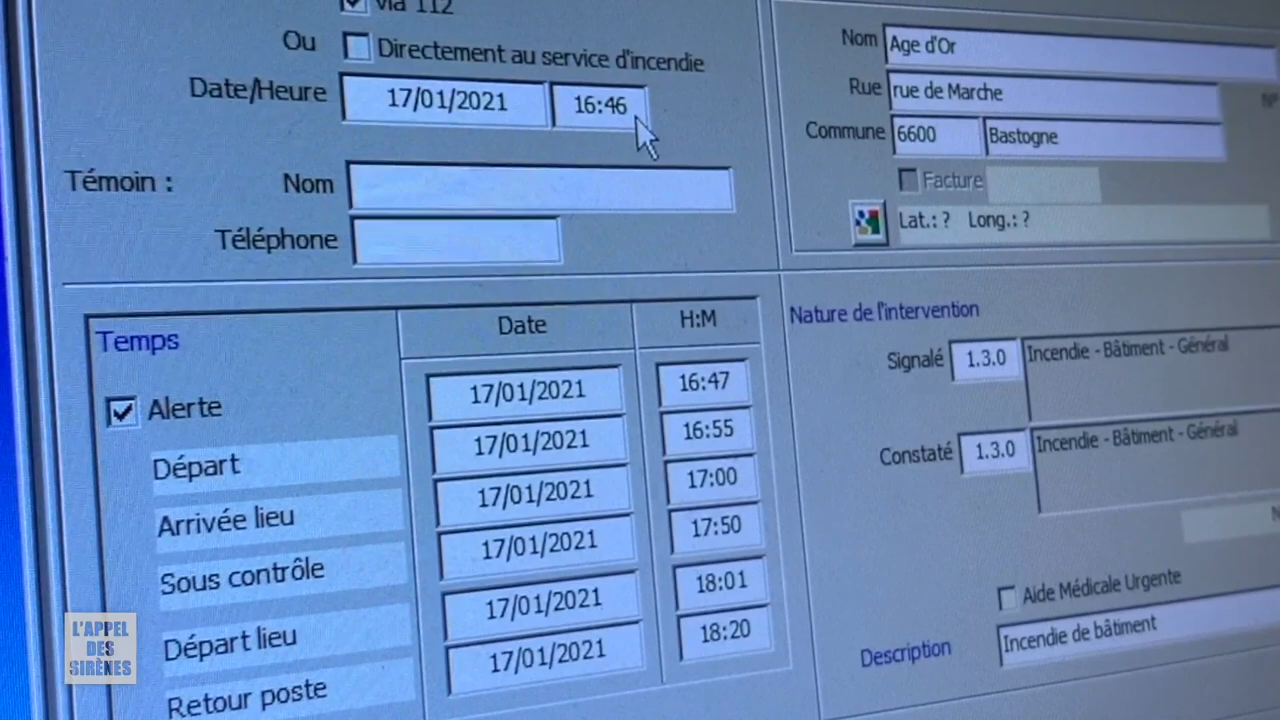 via 112
Ou Directement au service d'incendie
Date/Heure 17/01/2021 16:46
Témoin : Nom
Téléphone
Nom Age d'Or
Rue rue de Marche N°
Commune 6600 Bastogne
Facture
Lat.: ? Long.: ?
Temps Date H:M
Alerte 17/01/2021 16:47
Départ 17/01/2021 16:55
Arrivée lieu 17/01/2021 17:00
Sous contrôle 17/01/2021 17:50
Départ lieu 17/01/2021 18:01
Retour poste 17/01/2021 18:20
Nature de l'intervention
Signalé 1.3.0 Incendie - Bâtiment - Général
Constaté 1.3.0 Incendie - Bâtiment - Général
Aide Médicale Urgente
Description Incendie de bâtiment
L'APPEL
DES
SIRÈNES